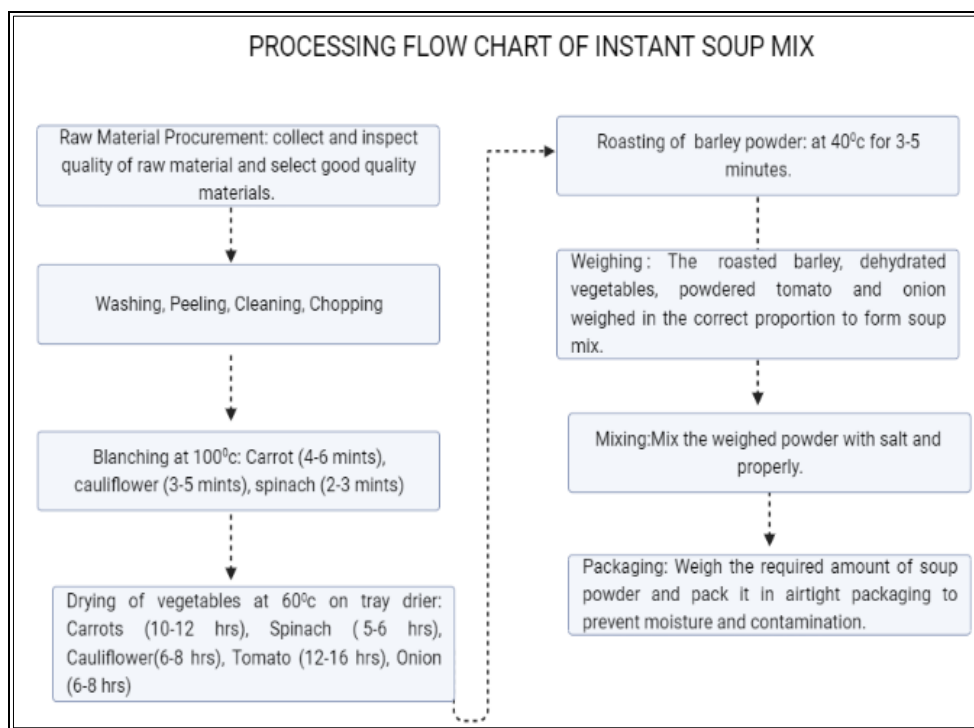 PROCESSING FLOW CHART OF INSTANT SOUP MIX
Raw Material Procurement: collect and inspect
quality of raw material and select good quality
materials.
Washing, Peeling, Cleaning, Chopping
Blanching at 100⁰c: Carrot (4-6 mints),
cauliflower (3-5 mints), spinach (2-3 mints)
Drying of vegetables at 60⁰c on tray drier:
Carrots (10-12 hrs), Spinach ( 5-6 hrs),
Cauliflower(6-8 hrs), Tomato (12-16 hrs), Onion
(6-8 hrs)
Roasting of barley powder: at 40⁰c for 3-5
minutes.
Weighing : The roasted barley, dehydrated
vegetables, powdered tomato and onion
weighed in the correct proportion to form soup
mix.
Mixing:Mix the weighed powder with salt and
properly.
Packaging: Weigh the required amount of soup
powder and pack it in airtight packaging to
prevent moisture and contamination.